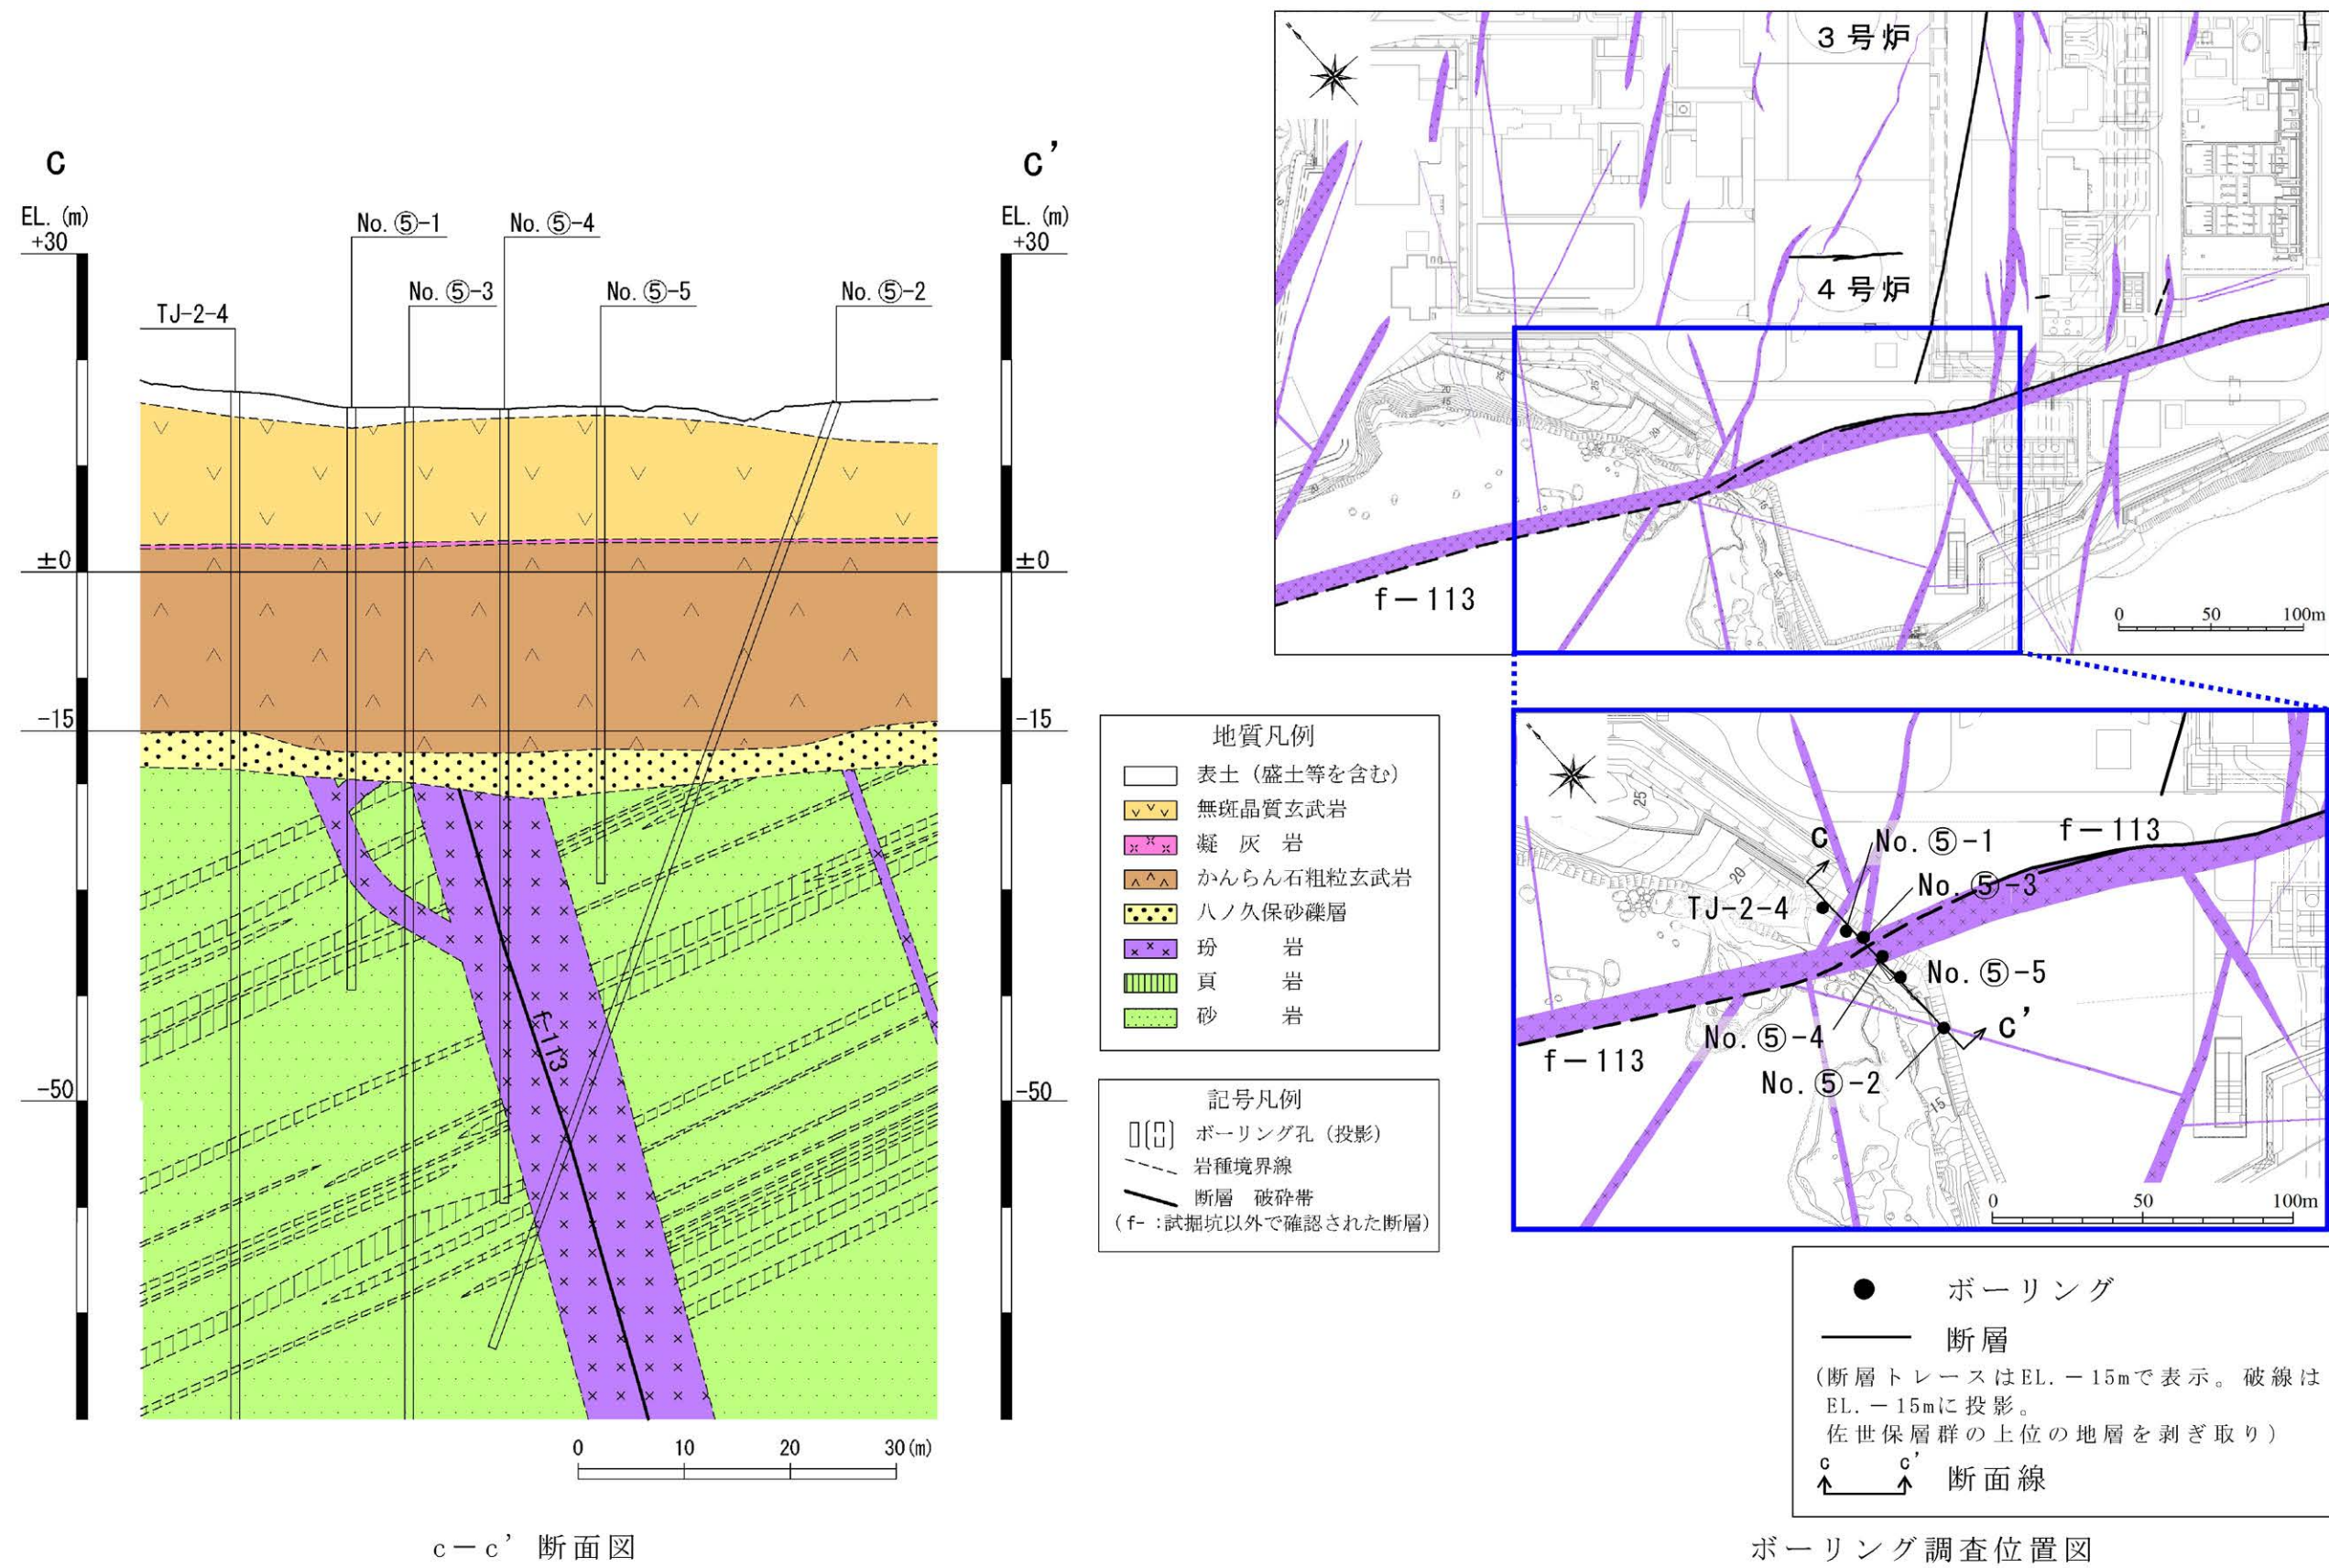 c
c’
EL. (m)
+30
±0
-15
-50
EL. (m)
+30
±0
-15
-50
TJ-2-4
No. ⑤-1
No. ⑤-3
No. ⑤-4
No. ⑤-5
No. ⑤-2
f-113
0 10 20 30(m)
c－c’ 断面図
地質凡例
表土（盛土等を含む）
無斑晶質玄武岩
凝灰岩
かんらん石粗粒玄武岩
八ノ久保砂礫層
玢岩
頁岩
砂岩
記号凡例
ボーリング孔（投影）
岩種境界線
断層 破砕帯
（f- :試掘坑以外で確認された断層）
３号炉
４号炉
f－113
0 50 100m
25
20
15
20
25
20
15
c
No. ⑤-1
f－113
No. ⑤-3
TJ-2-4
No. ⑤-5
No. ⑤-4
c’
f－113
No. ⑤-2
0 50 100m
ボーリング
断層
（断層トレースはEL.－15mで表示。破線は
EL.－15mに投影。
佐世保層群の上位の地層を剥ぎ取り）
c c’
断面線
ボーリング調査位置図